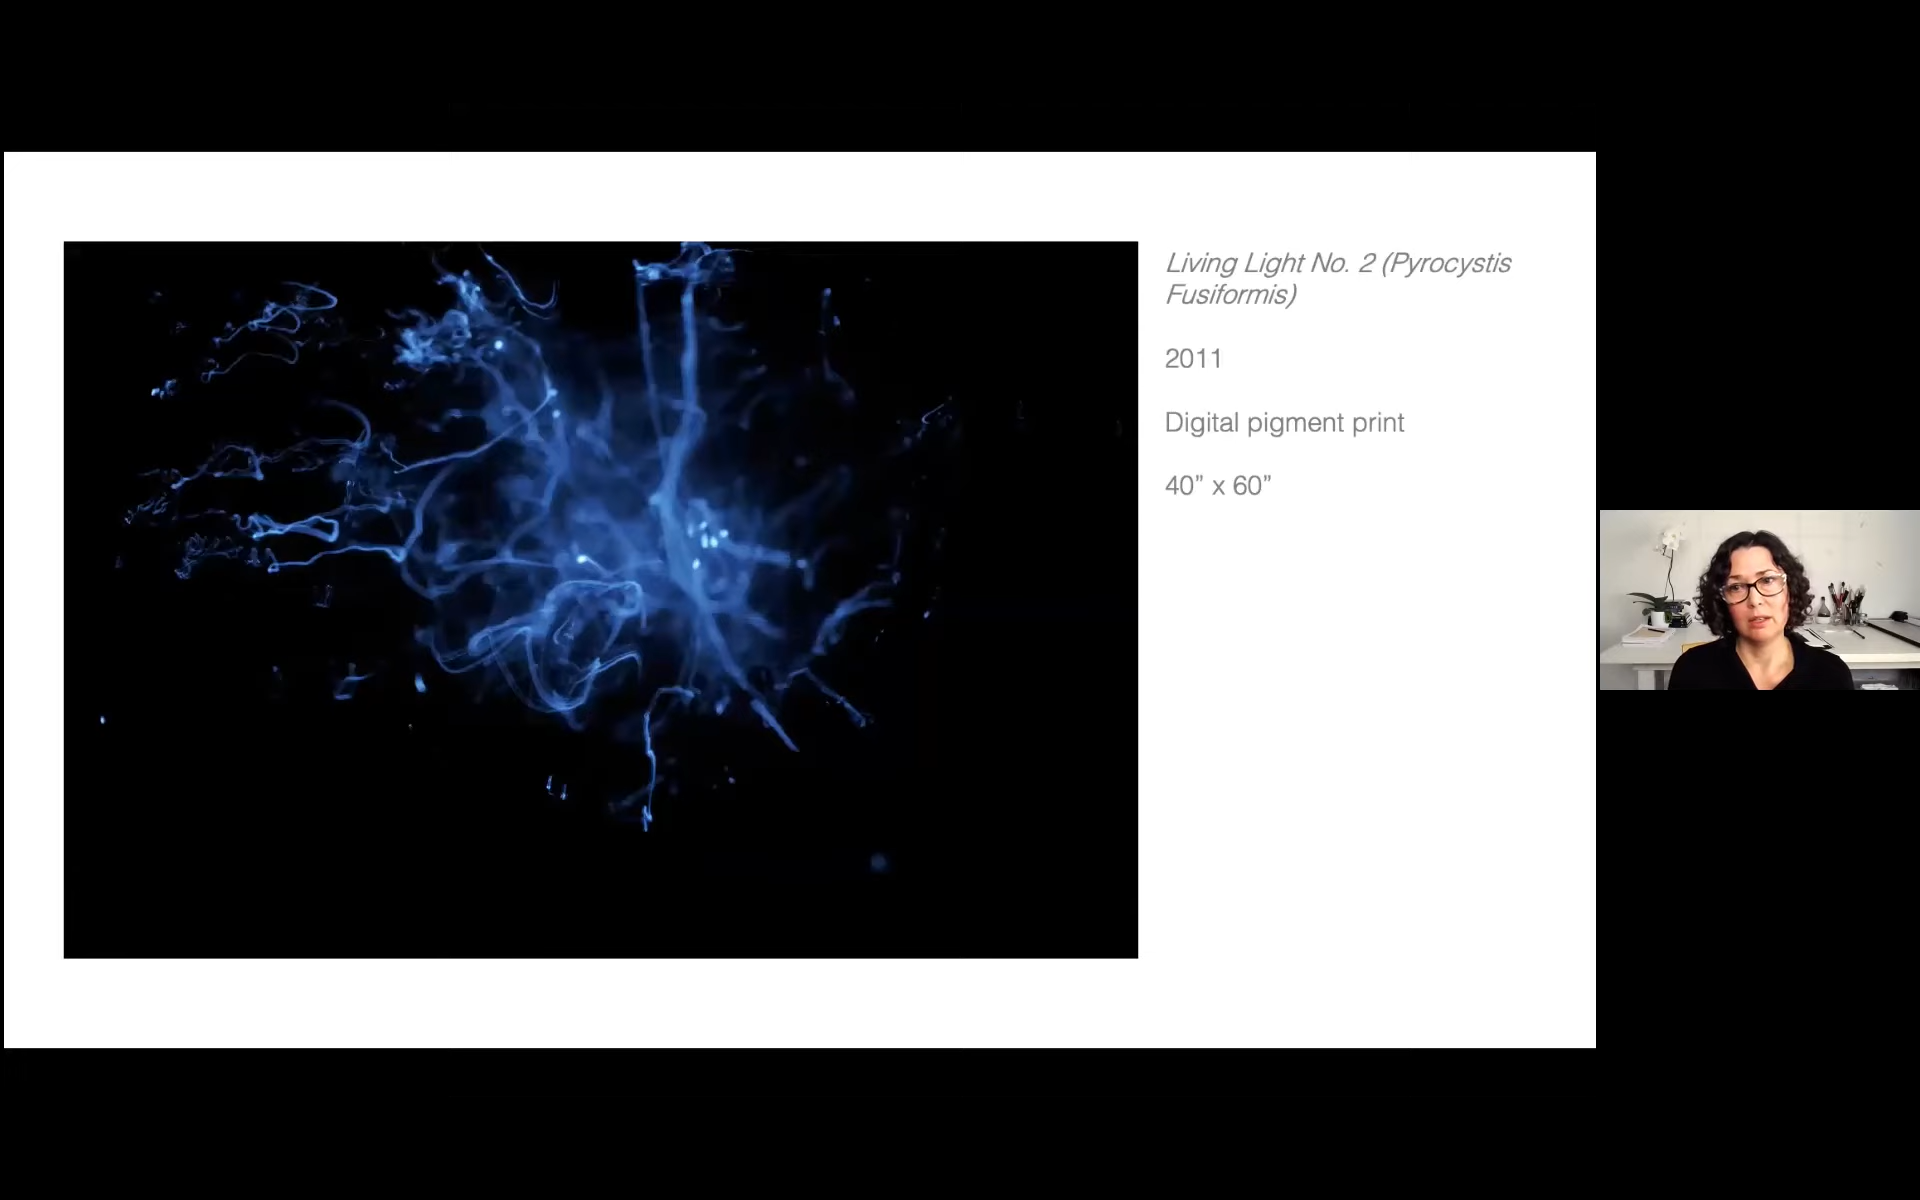 Living Light No. 2 (Pyrocystis
Fusiformis)
2011
Digital pigment print
40” x 60”